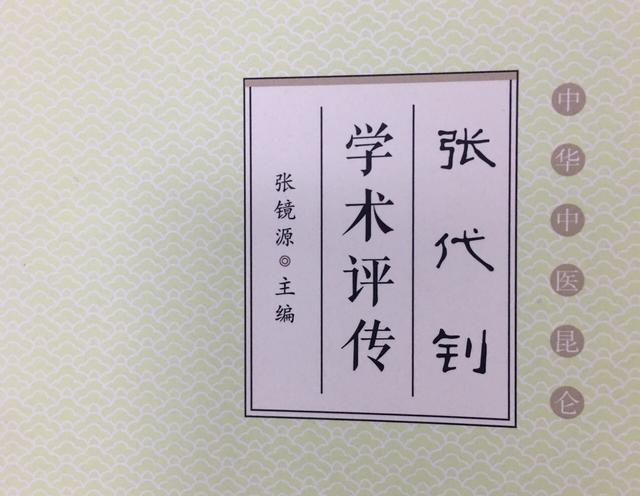 中华中医昆仑
张代钊
学术评传
张镜源◎主编